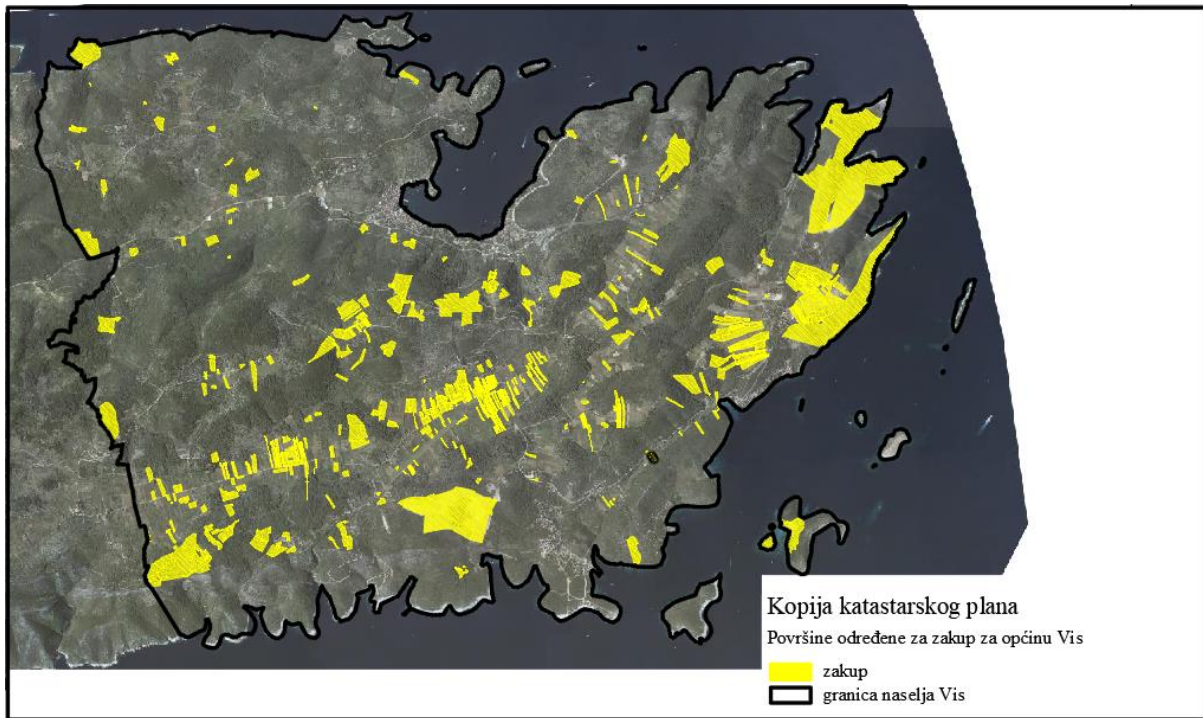 Kopija katastarskog plana
Površine određene za zakup za općinu Vis
zakup
granica naselja Vis